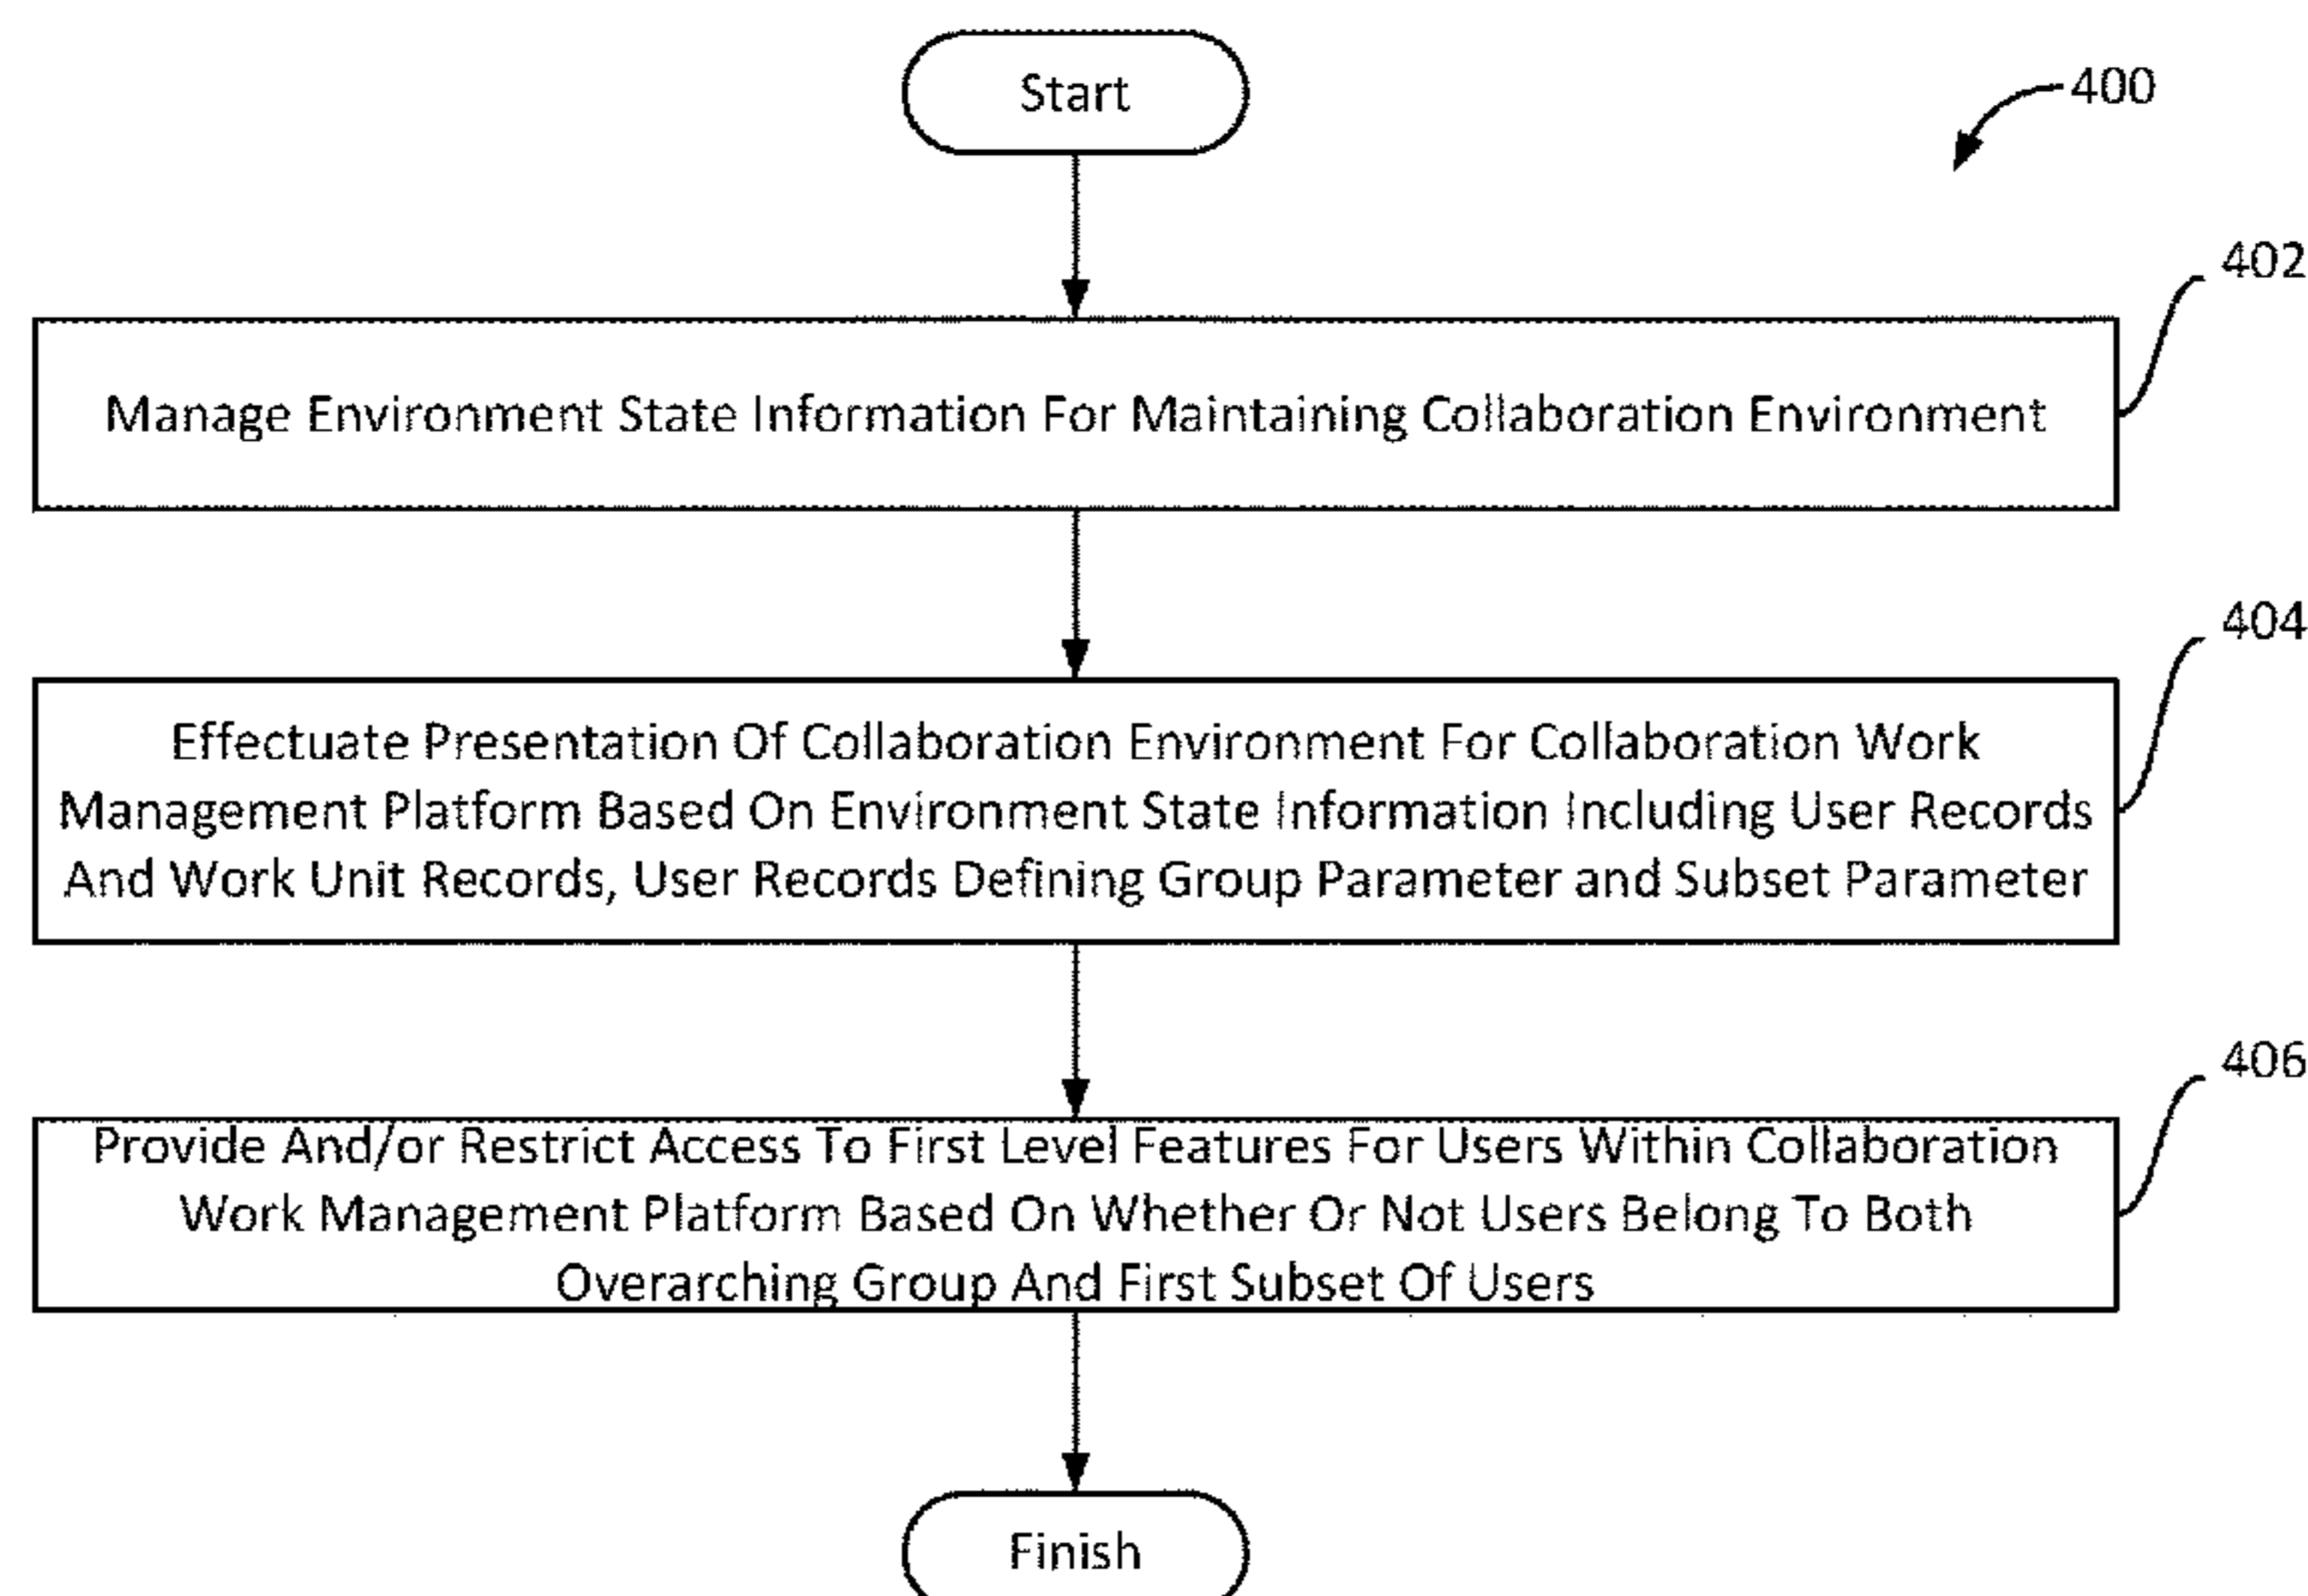 Start
400
402
Manage Environment State Information For Maintaining Collaboration Environment
404
Effectuate Presentation Of Collaboration Environment For Collaboration Work
Management Platform Based On Environment State Information Including User Records
And Work Unit Records, User Records Defining Group Parameter and Subset Parameter
406
Provide And/or Restrict Access To First Level Features For Users Within Collaboration
Work Management Platform Based On Whether Or Not Users Belong To Both
Overarching Group And First Subset Of Users
Finish